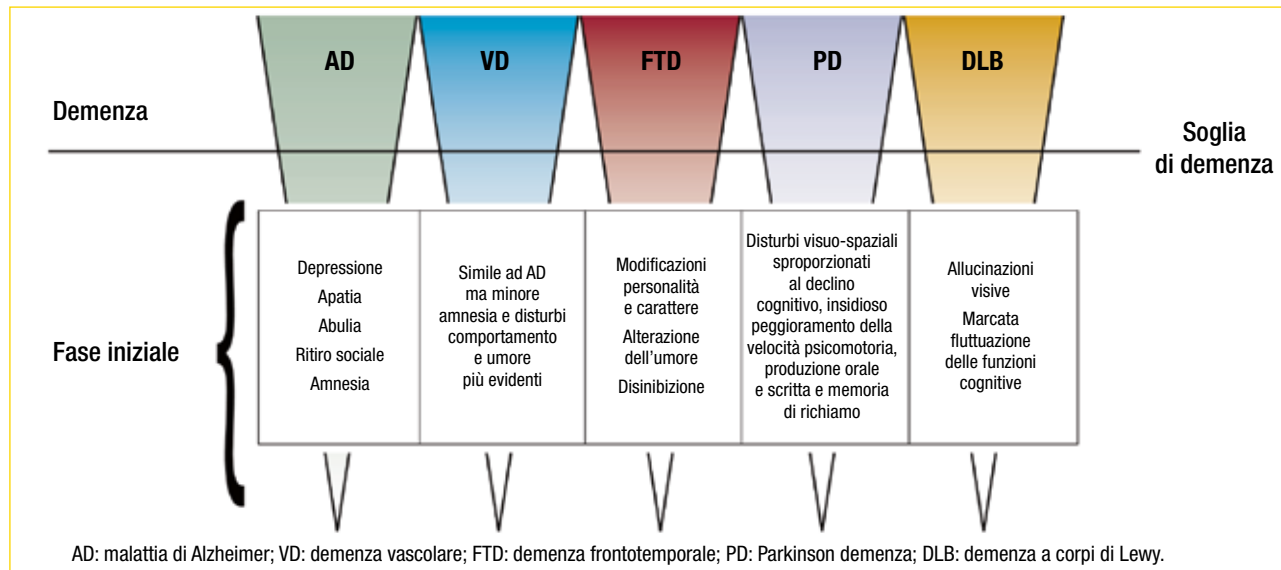 AD
VD
FTD
PD
DLB
Demenza
Soglia
di demenza
Fase iniziale
Depressione
Apatia
Abulia
Ritiro sociale
Amnesia
Simile ad AD
ma minore
amnesia e disturbi
comportamento
e umore
più evidenti
Modificazioni
personalità
e carattere
Alterazione
dell'umore
Disinibizione
Disturbi visuo-spaziali
sproporzionati
al declino
cognitivo, insidioso
peggioramento della
velocità psicomotoria,
produzione orale
e scritta e memoria
di richiamo
Allucinazioni
visive
Marcata
fluttuazione
delle funzioni
cognitive
AD: malattia di Alzheimer; VD: demenza vascolare; FTD: demenza frontotemporale; PD: Parkinson demenza; DLB: demenza a corpi di Lewy.